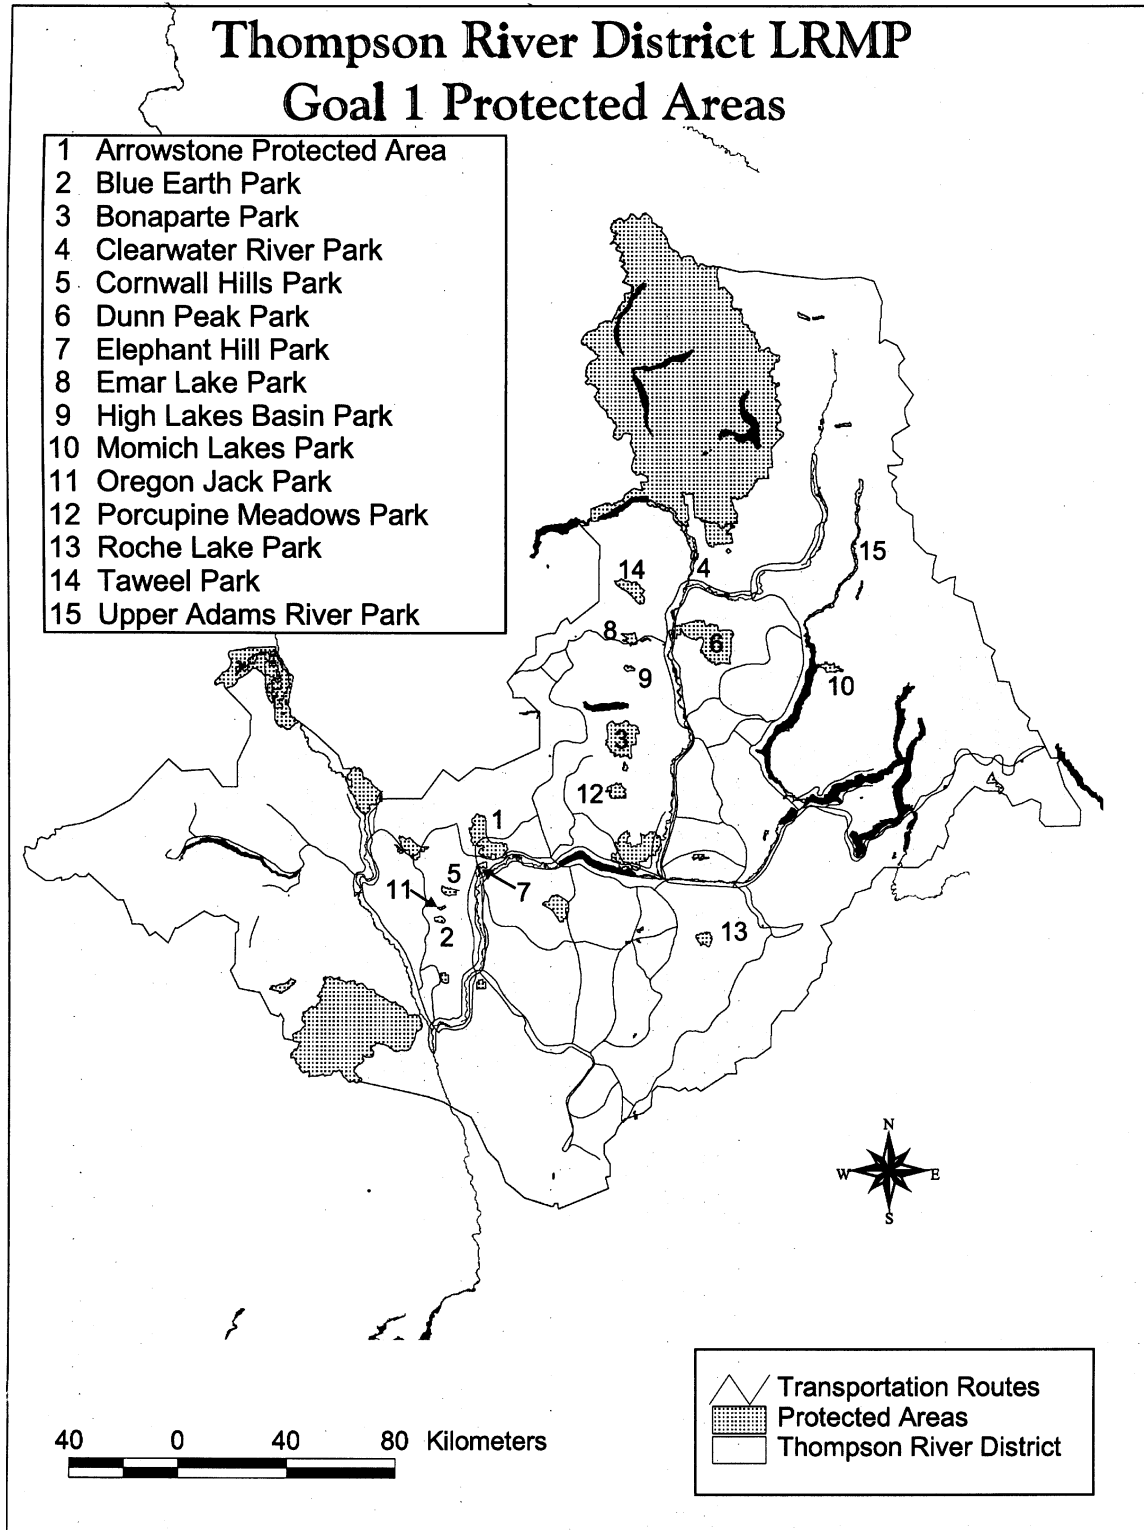 Thompson River District LRMP
Goal 1 Protected Areas
1 Arrowstone Protected Area
2 Blue Earth Park
3 Bonaparte Park
4 Clearwater River Park
5 Cornwall Hills Park
6 Dunn Peak Park
7 Elephant Hill Park
8 Emar Lake Park
9 High Lakes Basin Park
10 Momich Lakes Park
11 Oregon Jack Park
12 Porcupine Meadows Park
13 Roche Lake Park
14 Taweel Park
15 Upper Adams River Park
15
14
4
8
6
9
10
3
12
1
5
11
7
2
13
N
W
E
S
Transportation Routes
Protected Areas
Thompson River District
40 0 40 80 Kilometers